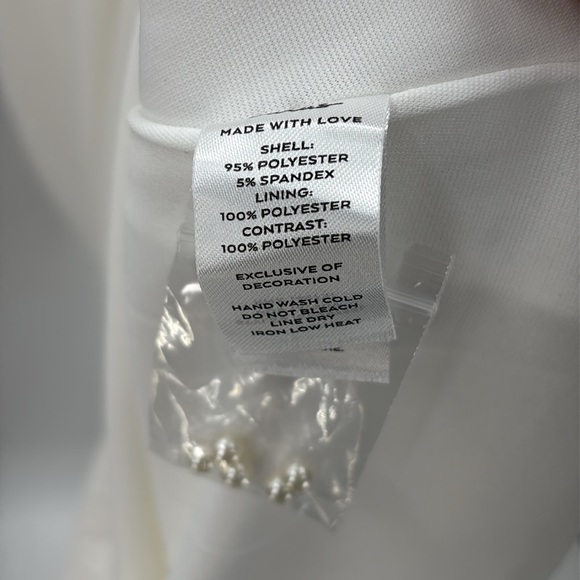 MADE WITH LOVE
SHELL:
95% POLYESTER
5% SPANDEX
LINING:
100% POLYESTER
CONTRAST:
100% POLYESTER
EXCLUSIVE OF
DECORATION
HAND WASH COLD
DO NOT BLEACH
LINE DRY
IRON LOW HEAT